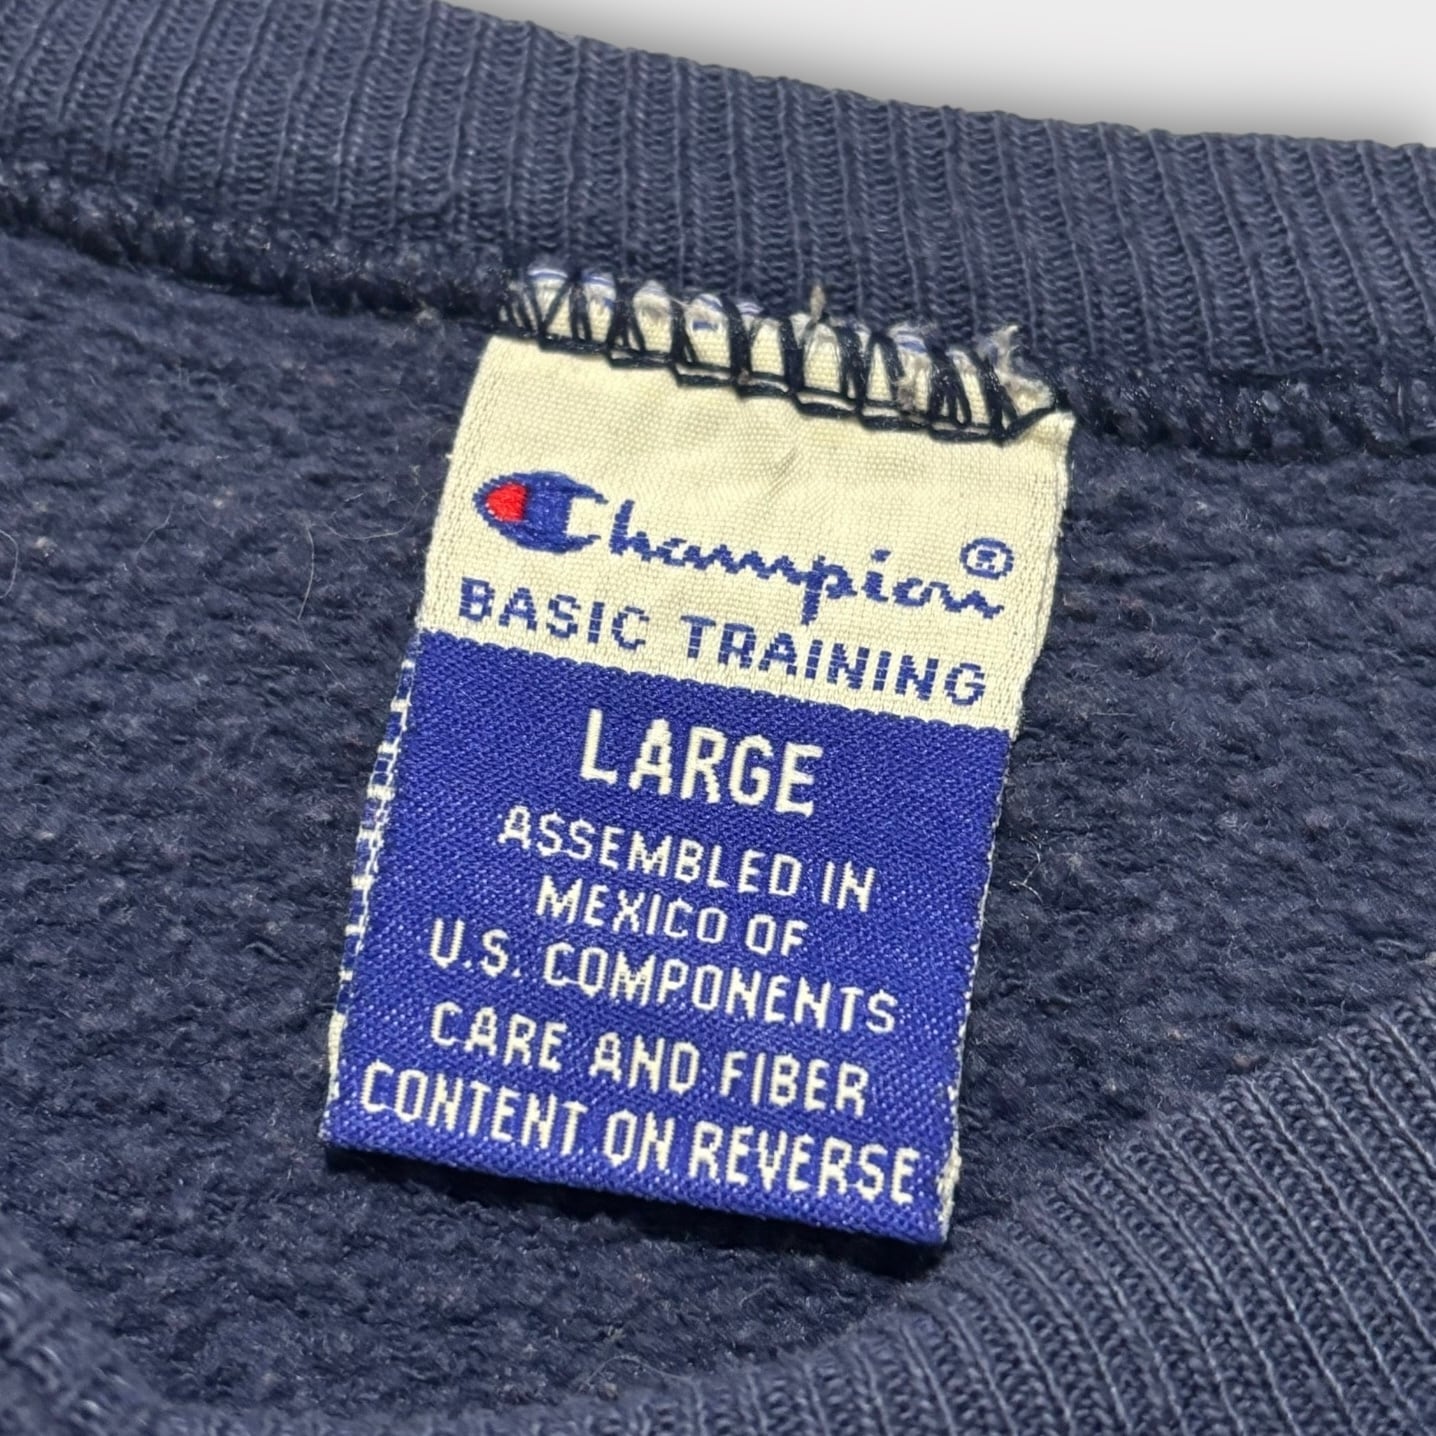 Champion®
BASIC TRAINING
LARGE
ASSEMBLED IN
MEXICO OF
U.S. COMPONENTS
CARE AND FIBER
CONTENT ON REVERSE